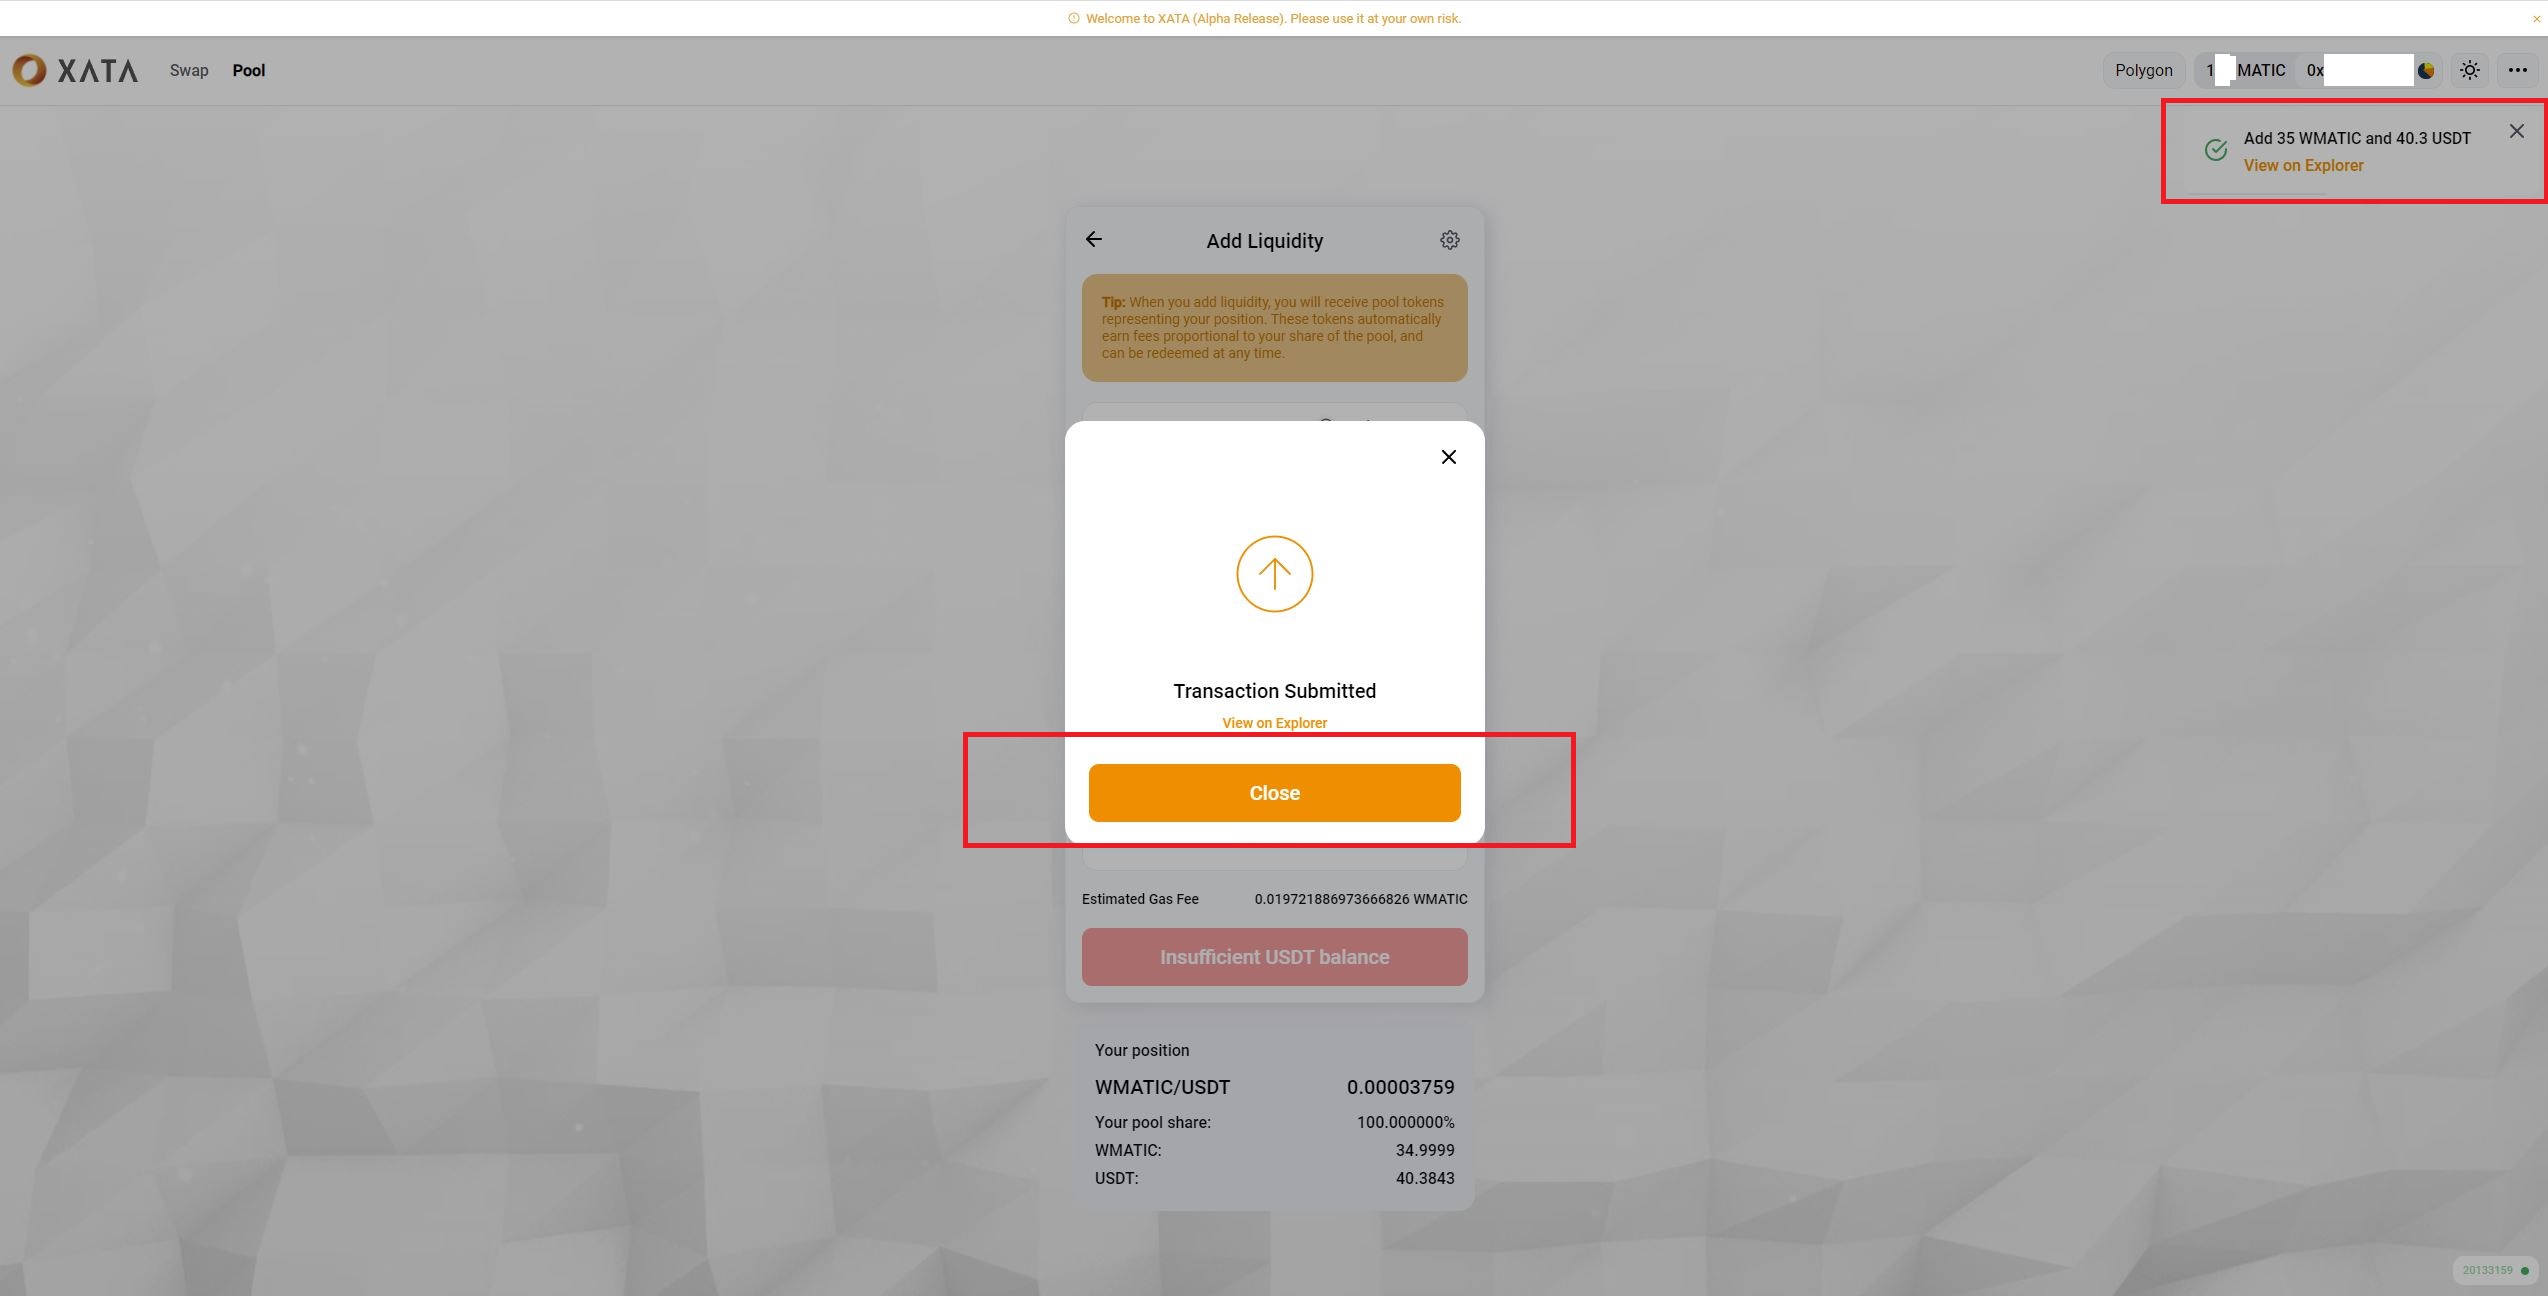 Welcome to XATA (Alpha Release). Please use it at your own risk.
XATA
Swap
Pool
Polygon
1 MATIC
0x
Add 35 WMATIC and 40.3 USDT
View on Explorer
Add Liquidity
Tip: When you add liquidity, you will receive pool tokens
representing your position. These tokens automatically
earn fees proportional to your share of the pool, and
can be redeemed at any time.
Transaction Submitted
View on Explorer
Close
Estimated Gas Fee 0.019721886973666826 WMATIC
Insufficient USDT balance
Your position
WMATIC/USDT 0.00003759
Your pool share: 100.000000%
WMATIC: 34.9999
USDT: 40.3843
20133159